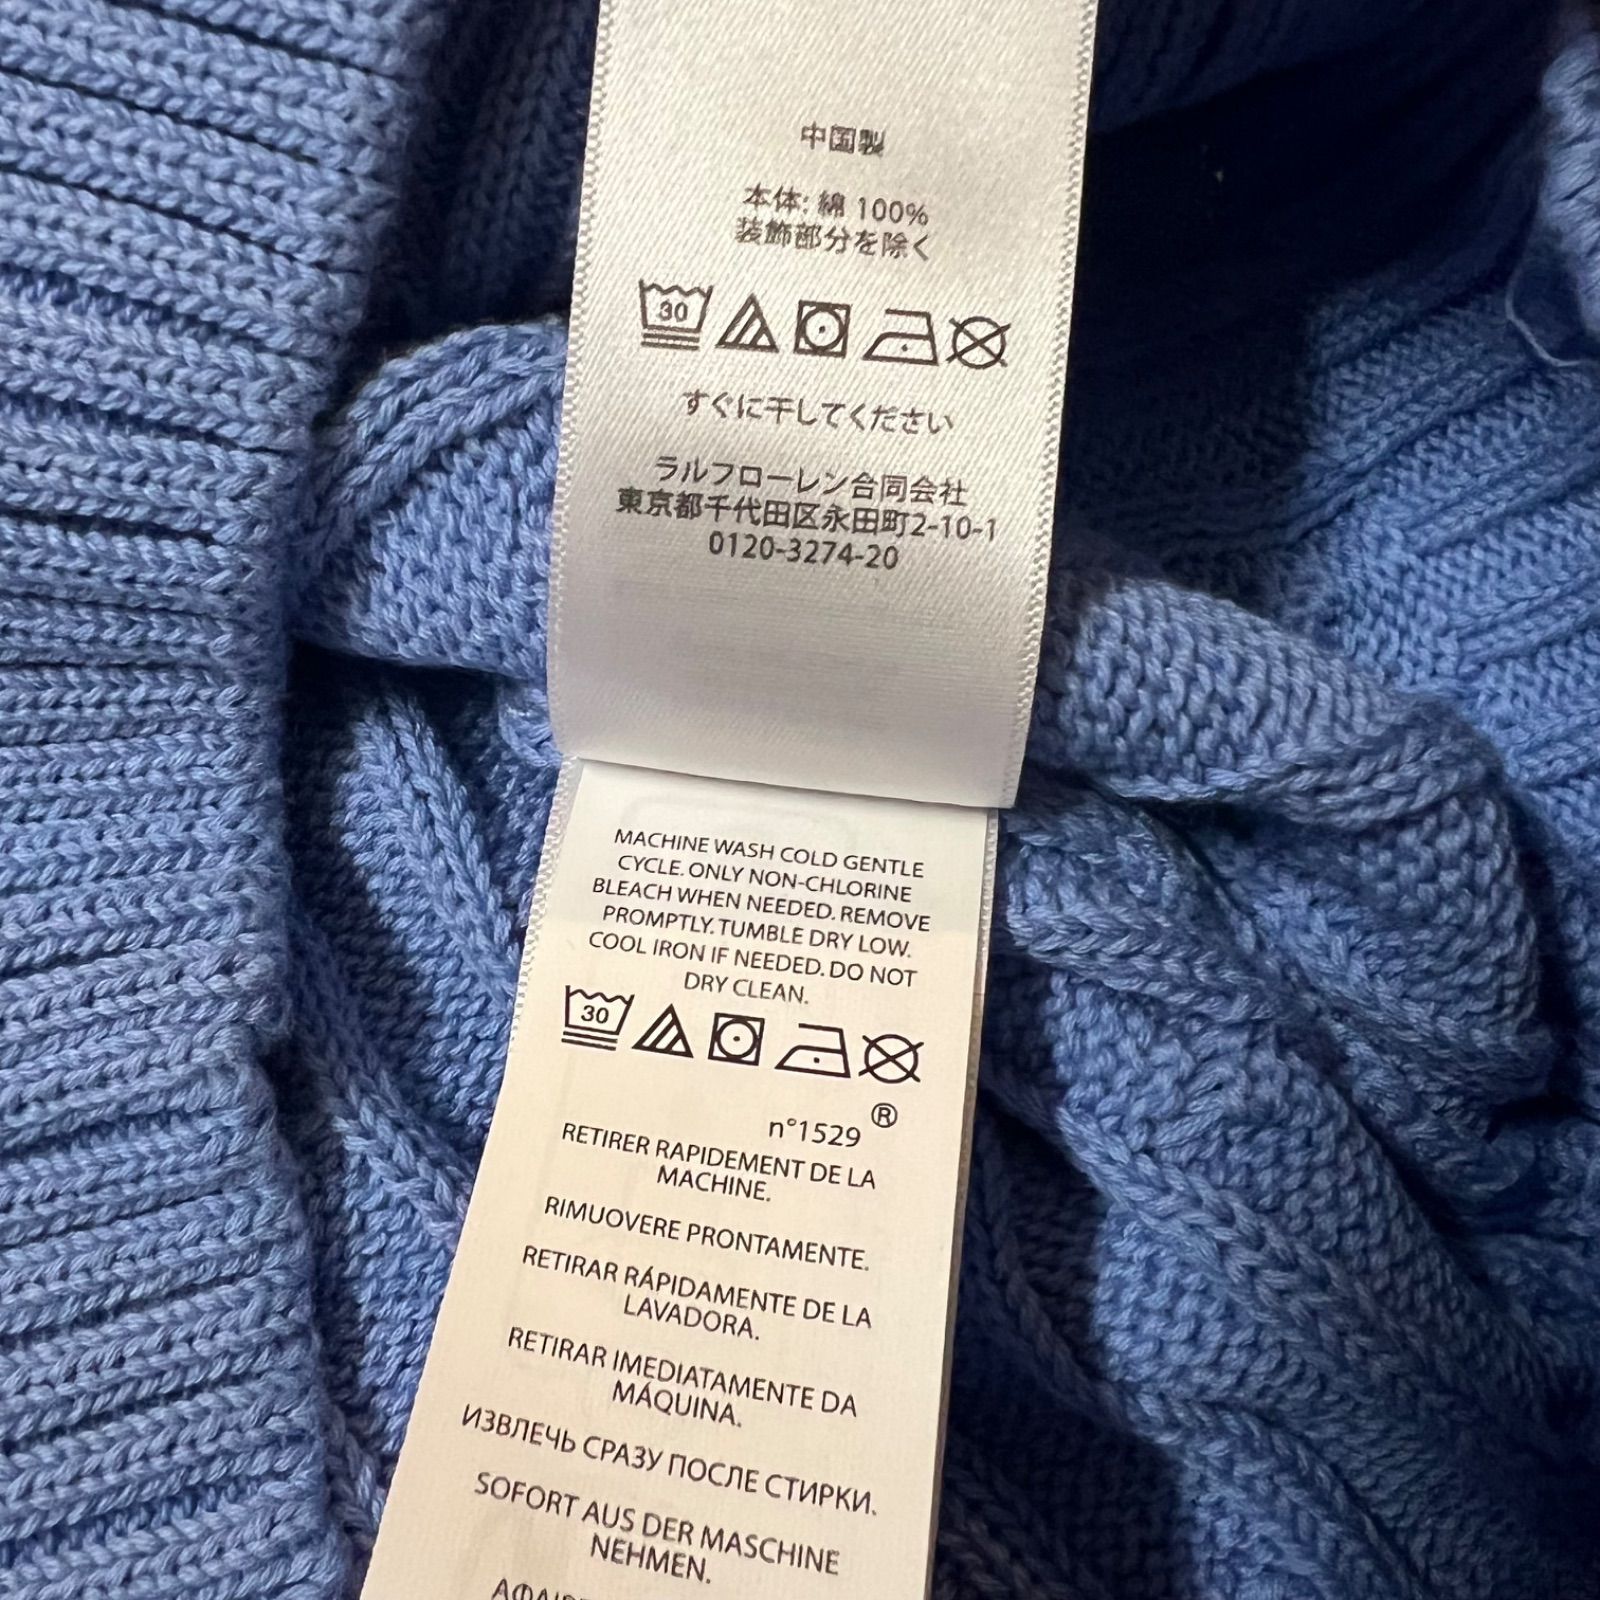 中国製
本体: 綿 100%
装飾部分を除く
30
すぐに干してください
ラルフローレン合同会社
東京都千代田区永田町2-10-1
0120-3274-20
MACHINE WASH COLD GENTLE
CYCLE. ONLY NON-CHLORINE
BLEACH WHEN NEEDED. REMOVE
PROMPTLY. TUMBLE DRY LOW.
COOL IRON IF NEEDED. DO NOT
DRY CLEAN.
30
n°1529 ®
RETIRER RAPIDEMENT DE LA
MACHINE.
RIMUOVERE PRONTAMENTE.
RETIRAR RÁPIDAMENTE DE LA
LAVADORA.
RETIRAR IMEDIATAMENTE DA
MÁQUINA.
ИЗВЛЕЧЬ СРАЗУ ПОСЛЕ СТИРКИ.
SOFORT AUS DER MASCHINE
NEHMEN.